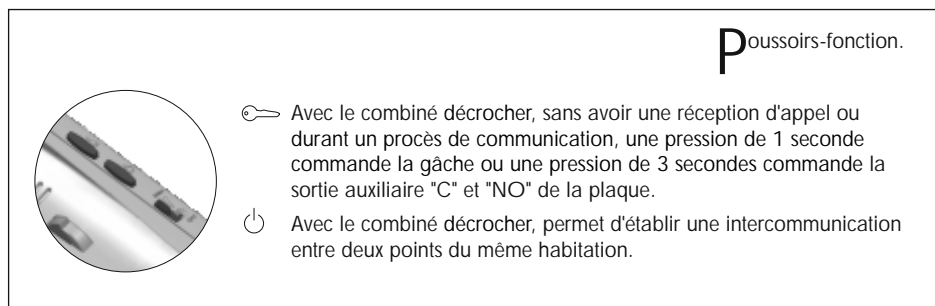 Poussoirs-fonction.
Avec le combiné décrocher, sans avoir une réception d'appel ou
durant un procès de communication, une pression de 1 seconde
commande la gâche ou une pression de 3 secondes commande la
sortie auxiliaire "C" et "NO" de la plaque.
Avec le combiné décrocher, permet d'établir une intercommunication
entre deux points du même habitation.